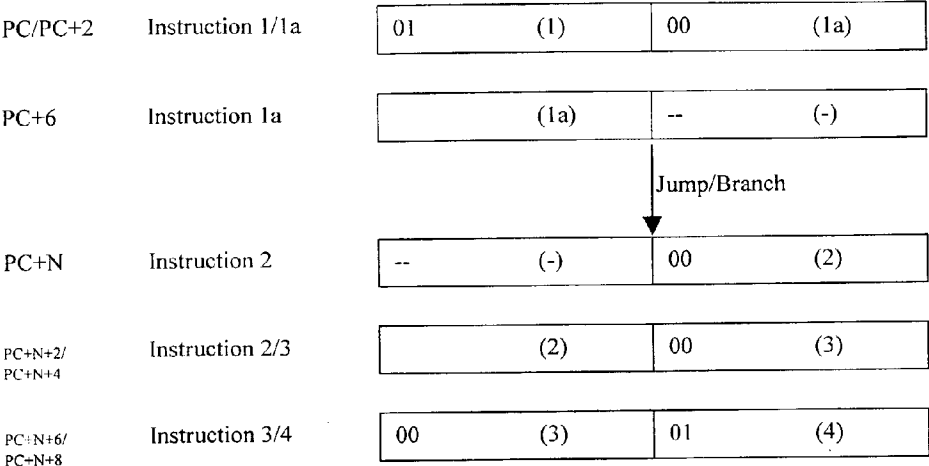 PC/PC+2 Instruction 1/1a 01 (1) 00 (1a)
PC+6 Instruction 1a (1a) -- (-)
Jump/Branch
PC+N Instruction 2 -- (-) 00 (2)
PC+N+2/
PC+N+4 Instruction 2/3 (2) 00 (3)
PC+N+6/
PC+N+8 Instruction 3/4 00 (3) 01 (4)